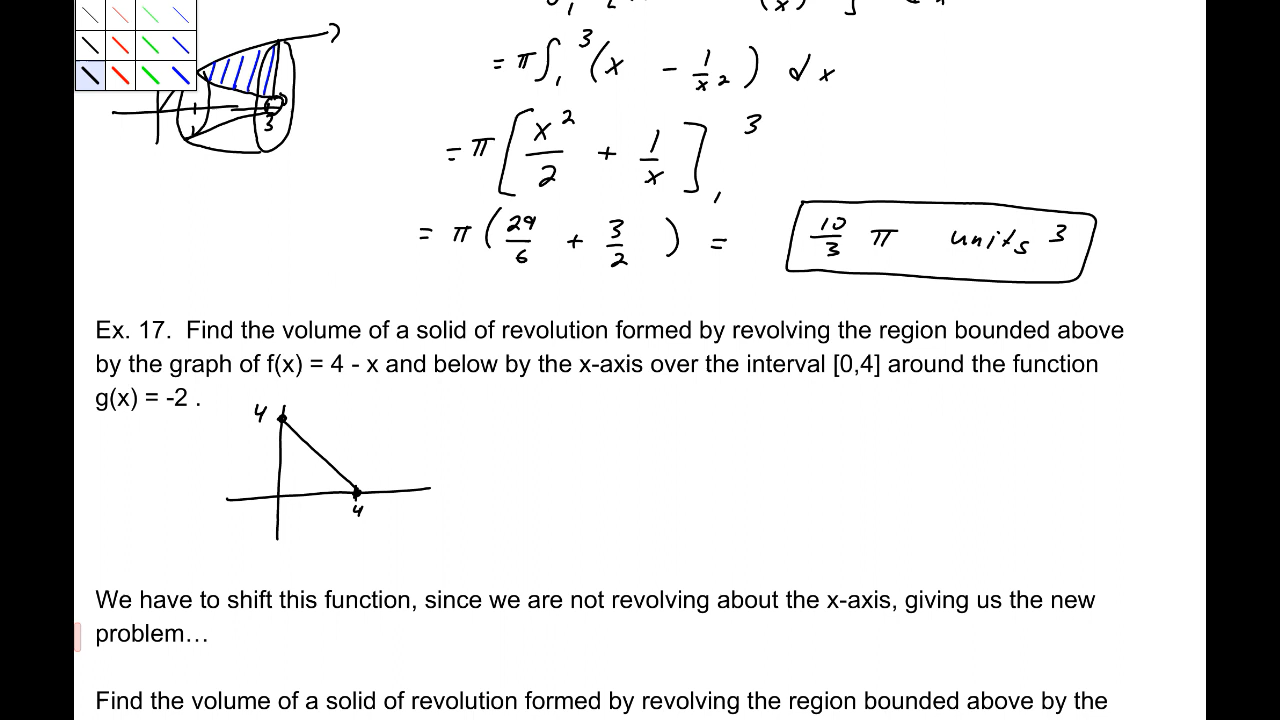 = π∫₁³ (x - 1/x²) dx
= π [x²/2 + 1/x]₁³
3
1
= π (29/6 + 3/2) = 10/3 π units³
Ex. 17. Find the volume of a solid of revolution formed by revolving the region bounded above
by the graph of f(x) = 4 - x and below by the x-axis over the interval [0,4] around the function
g(x) = -2 .
4
4
We have to shift this function, since we are not revolving about the x-axis, giving us the new
problem…
Find the volume of a solid of revolution formed by revolving the region bounded above by the